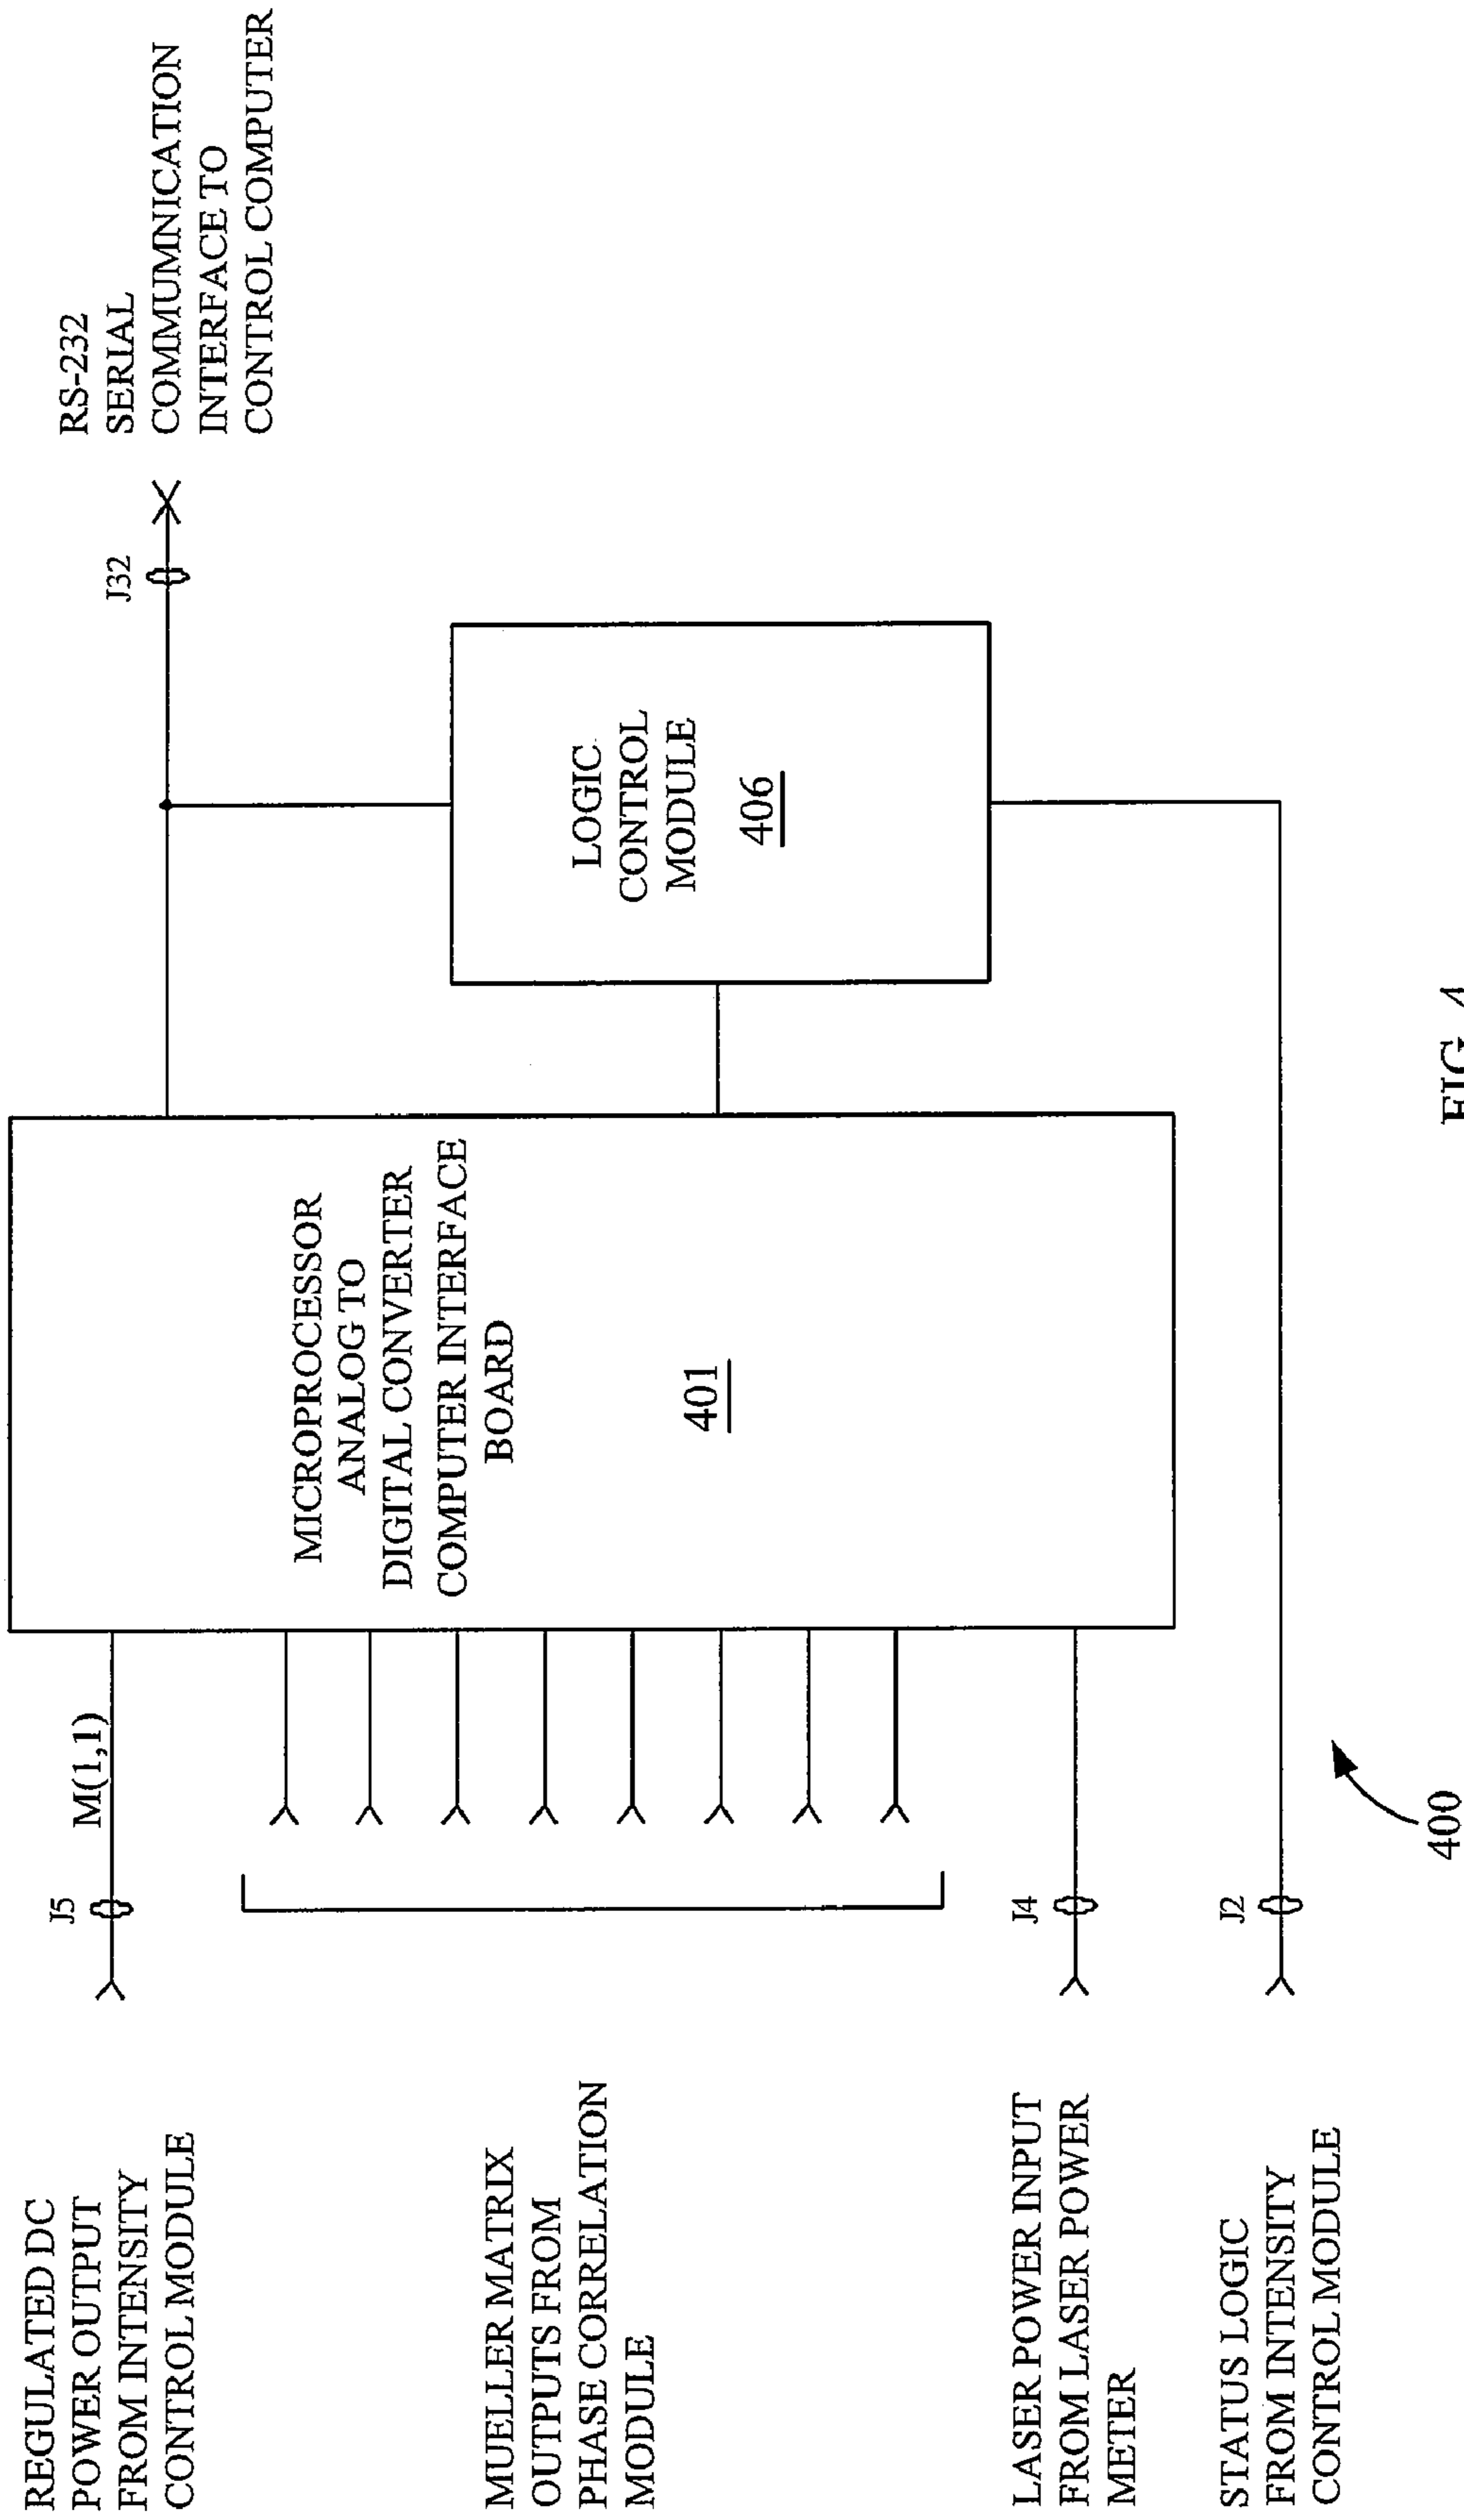 REGULATED DC
POWER OUTPUT
FROM INTENSITY
CONTROL MODULE
J5
M(1,1)
MUELLER MATRIX
OUTPUTS FROM
PHASE CORRELATION
MODULE
LASER POWER INPUT
FROM LASER POWER
METER
J4
STATUS LOGIC
FROM INTENSITY
CONTROL MODULE
J2
400
MICROPROCESSOR
ANALOG TO
DIGITAL CONVERTER
COMPUTER INTERFACE
BOARD
401
LOGIC
CONTROL
MODULE
406
J32
RS-232
SERIAL
COMMUMNICATION
INTERFACE TO
CONTROL COMPUTER
FIG. 4